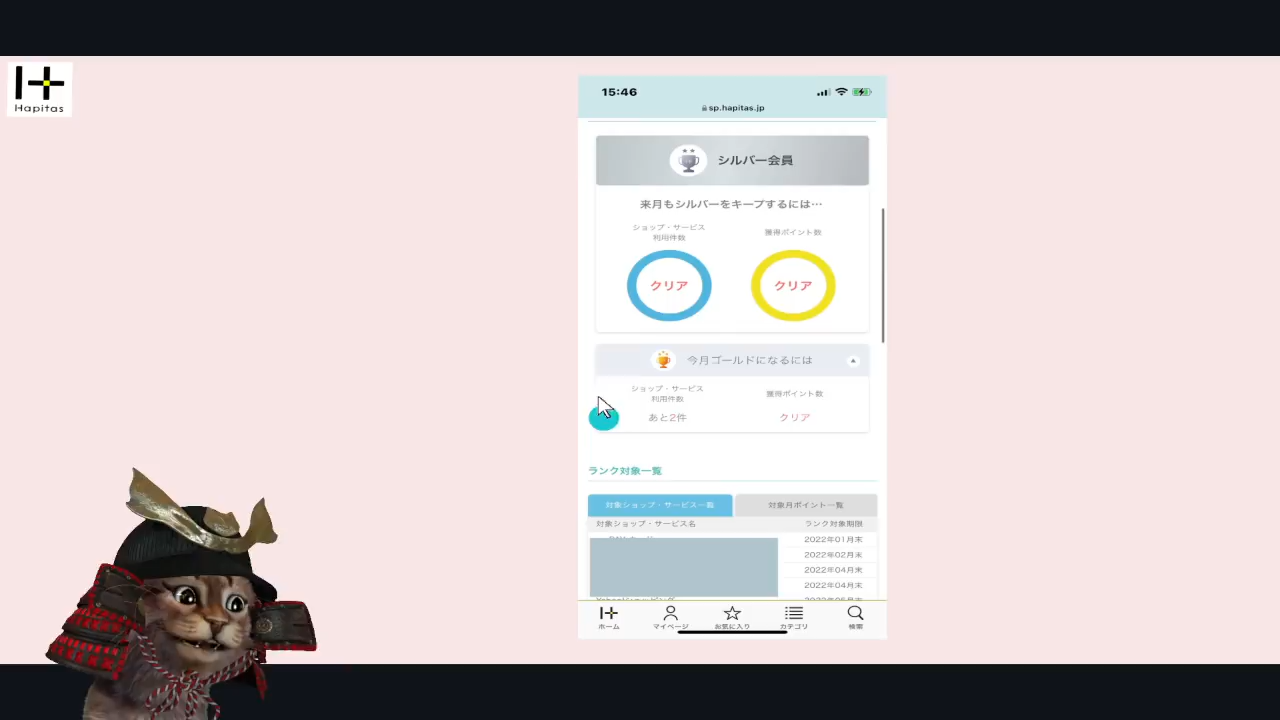 Hapitas
15:46
sp.hapitas.jp
シルバー会員
来月もシルバーをキープするには…
ショップ・サービス
利用件数
獲得ポイント数
クリア
クリア
今月ゴールドになるには
ショップ・サービス
利用件数
獲得ポイント数
あと2件
クリア
ランク対象一覧
対象ショップ・サービス一覧
対象月ポイント一覧
対象ショップ・サービス名
ランク対象期限
2022年01月末
2022年02月末
2022年04月末
2022年04月末
ホーム
マイページ
お気に入り
カテゴリ
検索